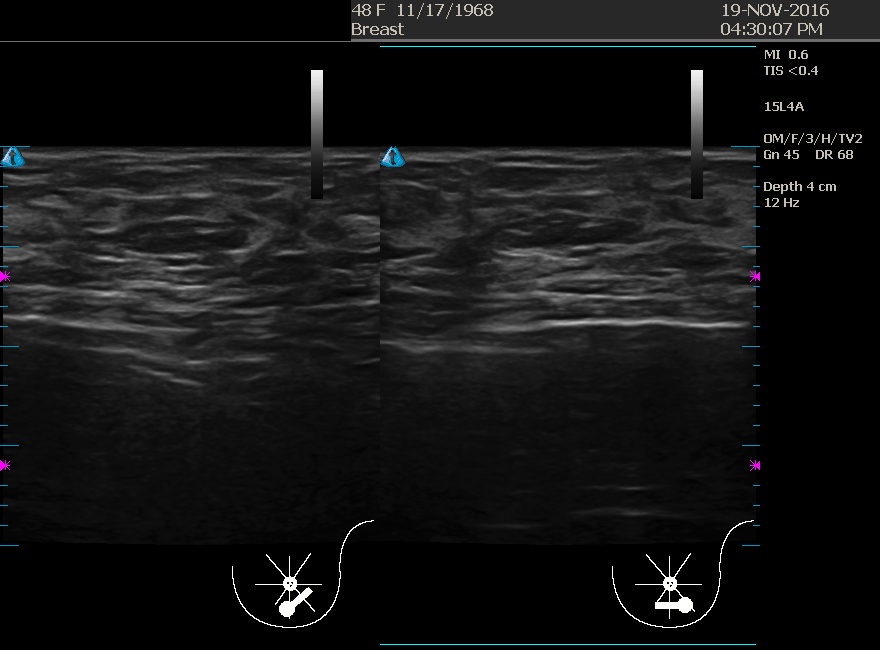 48 F 11/17/1968
19-NOV-2016
Breast
04:30:07 PM
MI 0.6
TIS <0.4
15L4A
OM/F/3/H/TV2
Gn 45 DR 68
Depth 4 cm
12 Hz